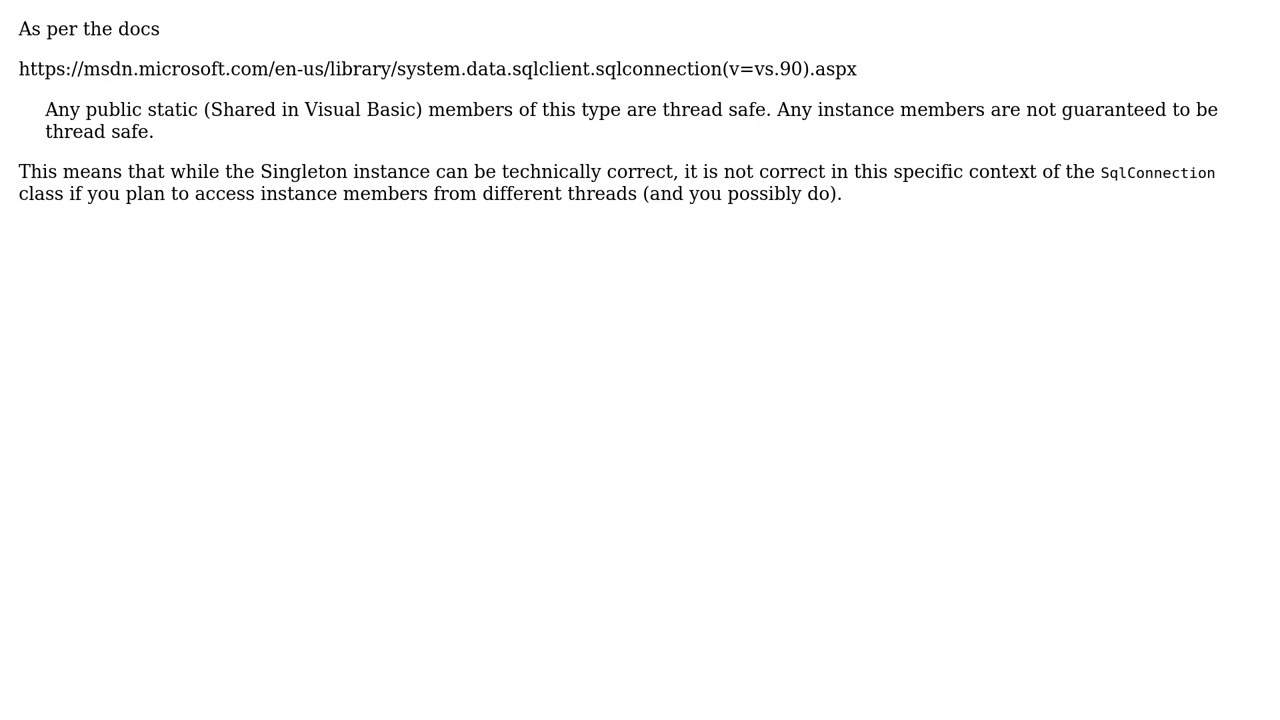 As per the docs
https://msdn.microsoft.com/en-us/library/system.data.sqlclient.sqlconnection(v=vs.90).aspx
Any public static (Shared in Visual Basic) members of this type are thread safe. Any instance members are not guaranteed to be
thread safe.
This means that while the Singleton instance can be technically correct, it is not correct in this specific context of the SqlConnection
class if you plan to access instance members from different threads (and you possibly do).